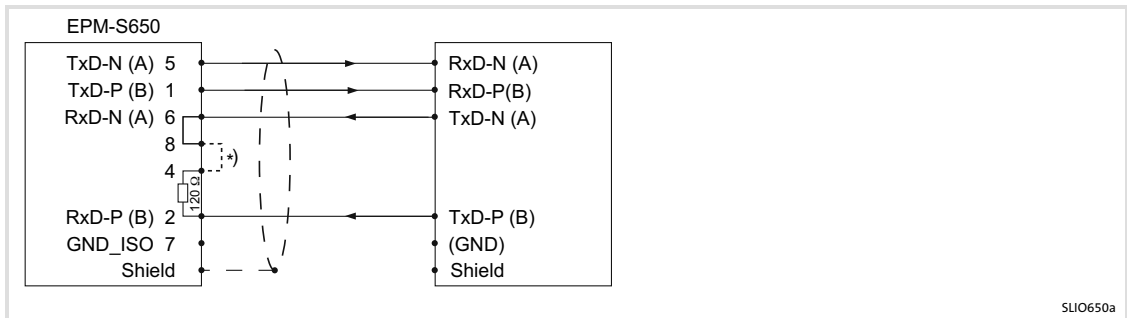 EPM-S650
TxD-N (A) 5
RxD-N (A)
TxD-P (B) 1
RxD-P(B)
RxD-N (A) 6
TxD-N (A)
8
*)
4
120 Ω
RxD-P (B) 2
TxD-P (B)
GND_ISO 7
(GND)
Shield
Shield
SLIO650a